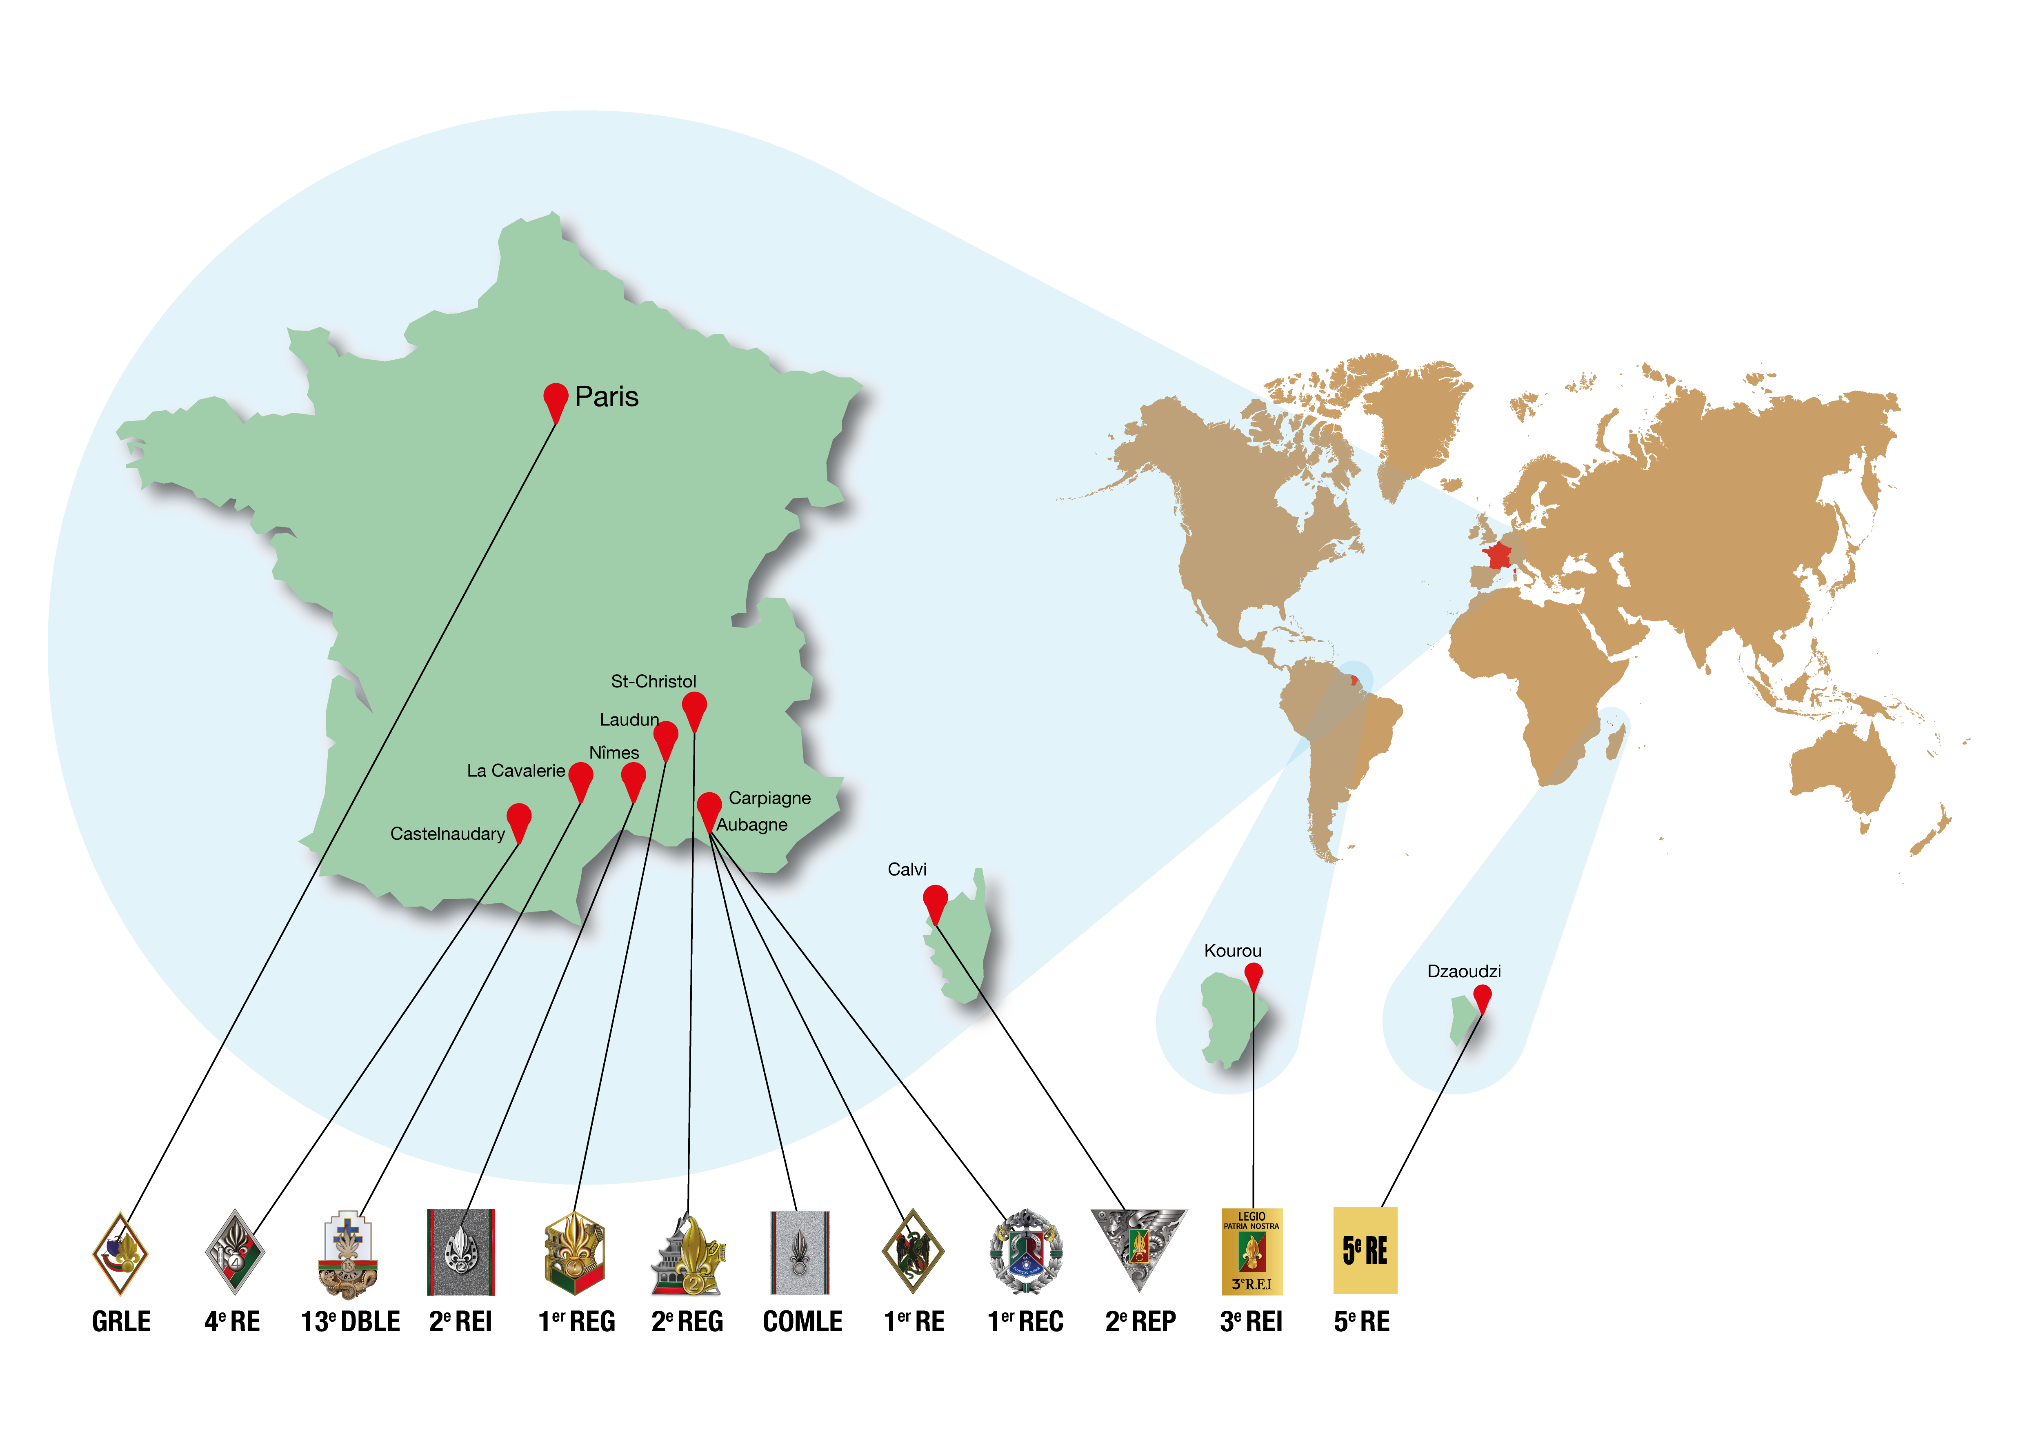 Paris
St-Christol
Laudun
Nîmes
La Cavalerie
Carpiagne
Castelnaudary
Aubagne
Calvi
Kourou
Dzaoudzi
LEGIO
PATRIA NOSTRA
3e R.E.I
5e RE
GRLE
4e RE
13e DBLE
2e REI
1er REG
2e REG
COMLE
1er RE
1er REC
2e REP
3e REI
5e RE